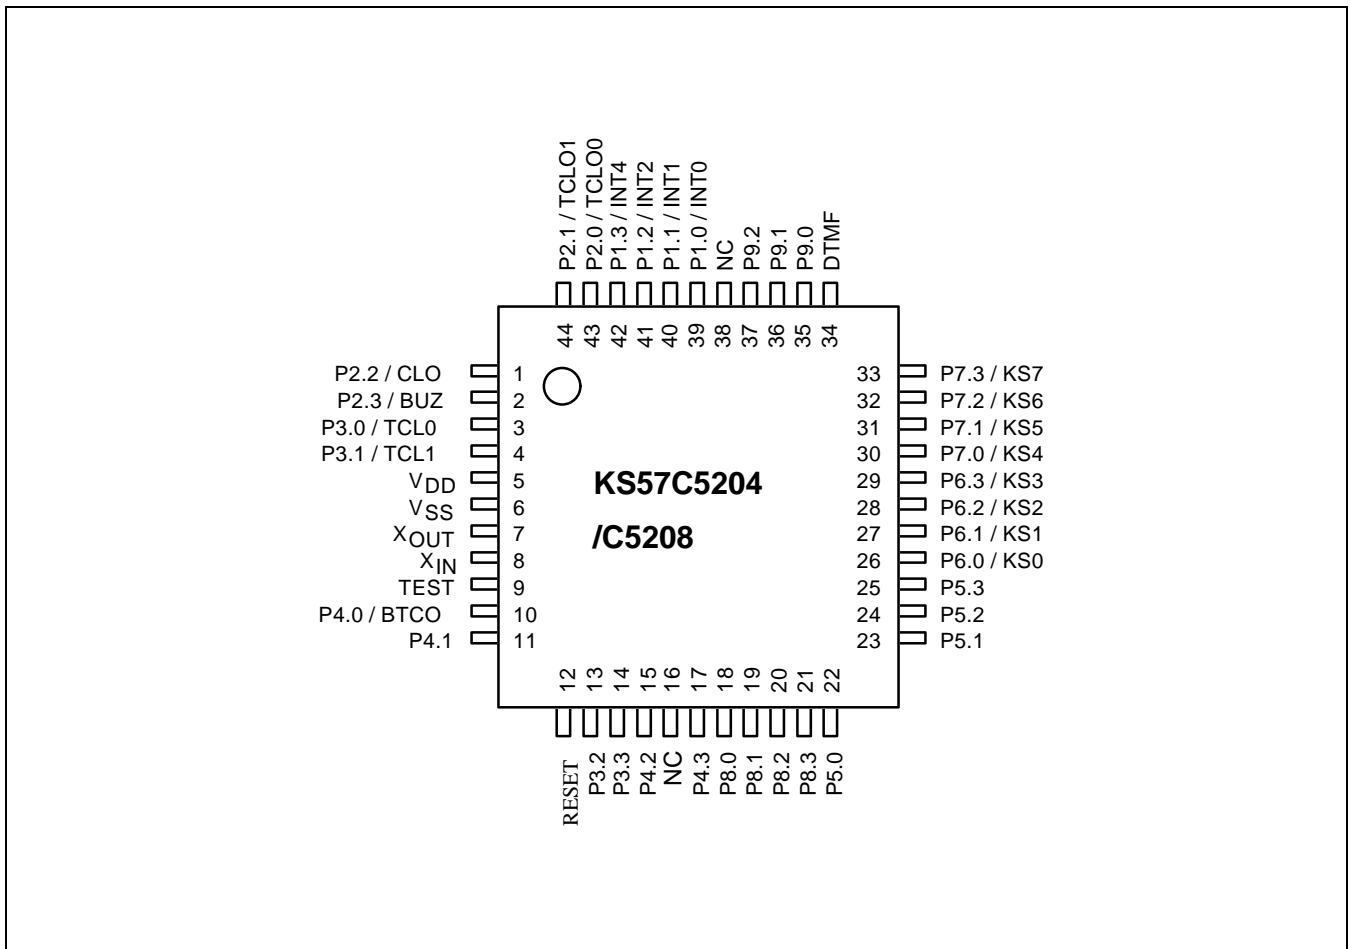 P2.1 / TCLO1
P2.0 / TCLO0
P1.3 / INT4
P1.2 / INT2
P1.1 / INT1
P1.0 / INT0
NC
P9.2
P9.1
P9.0
DTMF
44
43
42
41
40
39
38
37
36
35
34
P2.2 / CLO 1
P2.3 / BUZ 2
P3.0 / TCL0 3
P3.1 / TCL1 4
VDD 5
VSS 6
XOUT 7
XIN 8
TEST 9
P4.0 / BTCO 10
P4.1 11
KS57C5204
/C5208
33 P7.3 / KS7
32 P7.2 / KS6
31 P7.1 / KS5
30 P7.0 / KS4
29 P6.3 / KS3
28 P6.2 / KS2
27 P6.1 / KS1
26 P6.0 / KS0
25 P5.3
24 P5.2
23 P5.1
12
13
14
15
16
17
18
19
20
21
22
RESET
P3.2
P3.3
P4.2
NC
P4.3
P8.0
P8.1
P8.2
P8.3
P5.0